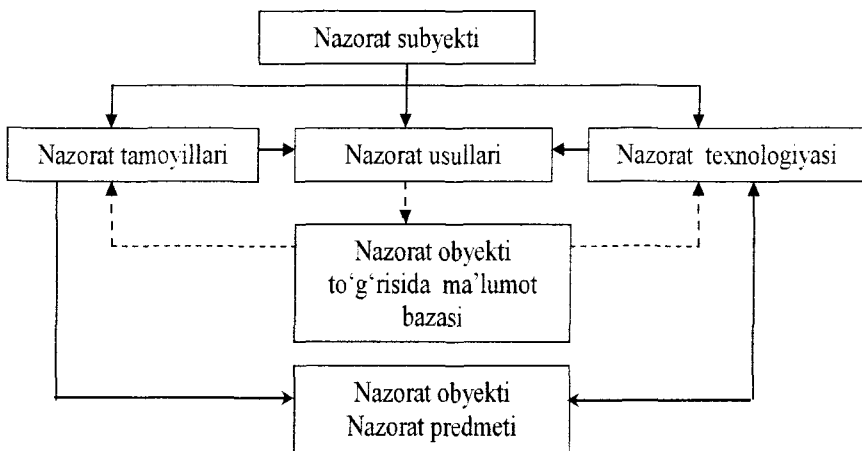 Nazorat subyekti
Nazorat tamoyillari
Nazorat usullari
Nazorat texnologiyasi
Nazorat obyekti
to‘g‘risida ma’lumot
bazasi
Nazorat obyekti
Nazorat predmeti